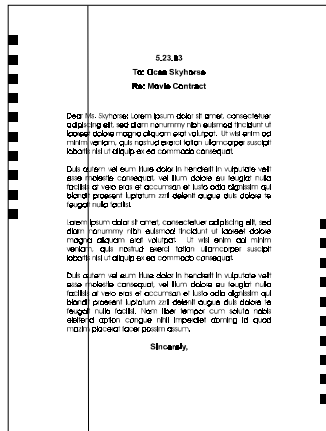 5.23.93
To: Ocean Skyhorse
Re: Movie Contract
Dear Ms. Skyhorse: Lorem ipsum dolor sit amet, consectetuer
adipiscing elit, sed diam nonummy nibh euismod tincidunt ut
laoreet dolore magna aliquam erat volutpat. Ut wisi enim ad
minim veniam, quis nostrud exerci tation ullamcorper suscipit
lobortis nisl ut aliquip ex ea commodo consequat.
Duis autem vel eum iriure dolor in hendrerit in vulputate velit
esse molestie consequat, vel illum dolore eu feugiat nulla
facilisis at vero eros et accumsan et iusto odio dignissim qui
blandit praesent luptatum zzril delenit augue duis dolore te
feugait nulla facilisi.
Lorem ipsum dolor sit amet, consectetuer adipiscing elit, sed
diam nonummy nibh euismod tincidunt ut laoreet dolore
magna aliquam erat volutpat. Ut wisi enim ad minim
veniam, quis nostrud exerci tation ullamcorper suscipit
lobortis nisl ut aliquip ex ea commodo consequat.
Duis autem vel eum iriure dolor in hendrerit in vulputate velit
esse molestie consequat, vel illum dolore eu feugiat nulla
facilisis at vero eros et accumsan et iusto odio dignissim qui
blandit praesent luptatum zzril delenit augue duis dolore te
feugait nulla facilisi. Nam liber tempor cum soluta nobis
eleifend option congue nihil imperdiet doming id quod
mazim placerat facer possim assum.
Sincerely,